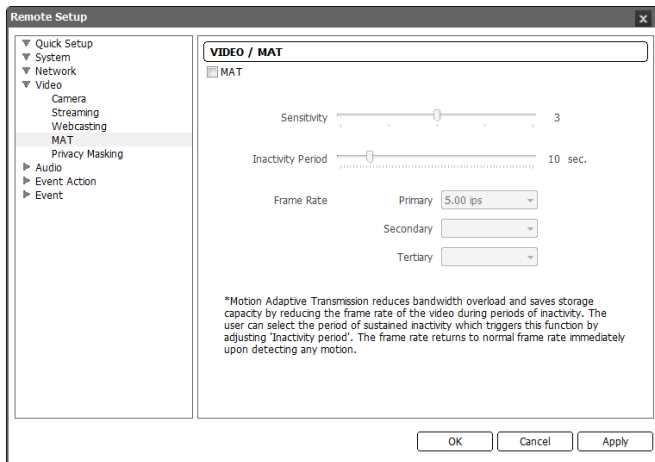 Remote Setup
x
Quick Setup
System
Network
Video
Camera
Streaming
Webcasting
MAT
Privacy Masking
Audio
Event Action
Event
VIDEO / MAT
MAT
Sensitivity 3
Inactivity Period 10 sec.
Frame Rate Primary 5.00 ips
Secondary
Tertiary
*Motion Adaptive Transmission reduces bandwidth overload and saves storage
capacity by reducing the frame rate of the video during periods of inactivity. The
user can select the period of sustained inactivity which triggers this function by
adjusting 'Inactivity period'. The frame rate returns to normal frame rate immediately
upon detecting any motion.
OK Cancel Apply